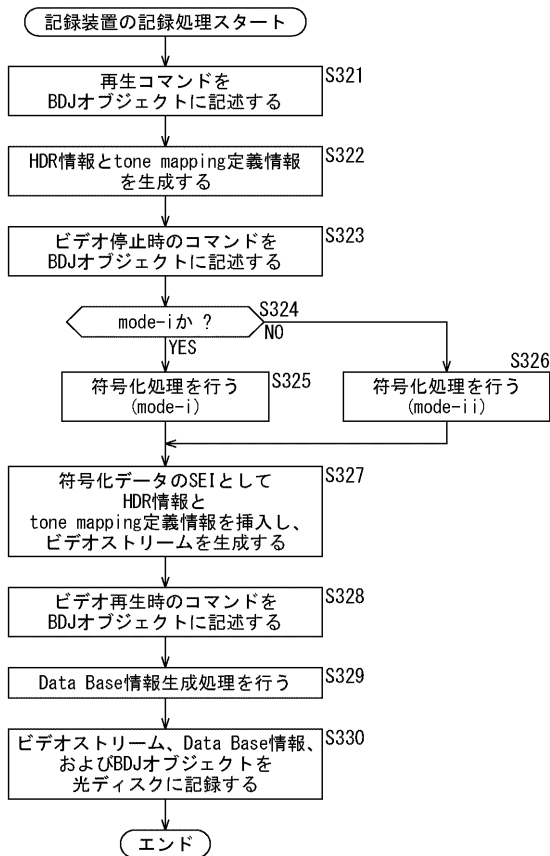 記録装置の記録処理スタート
S321
再生コマンドを
BDJオブジェクトに記述する
S322
HDR情報とtone mapping定義情報
を生成する
S323
ビデオ停止時のコマンドを
BDJオブジェクトに記述する
S324
mode-iか ?
NO
YES
S325
符号化処理を行う
(mode-i)
S326
符号化処理を行う
(mode-ii)
S327
符号化データのSEIとして
HDR情報と
tone mapping定義情報を挿入し、
ビデオストリームを生成する
S328
ビデオ再生時のコマンドを
BDJオブジェクトに記述する
S329
Data Base情報生成処理を行う
S330
ビデオストリーム、Data Base情報、
およびBDJオブジェクトを
光ディスクに記録する
エンド